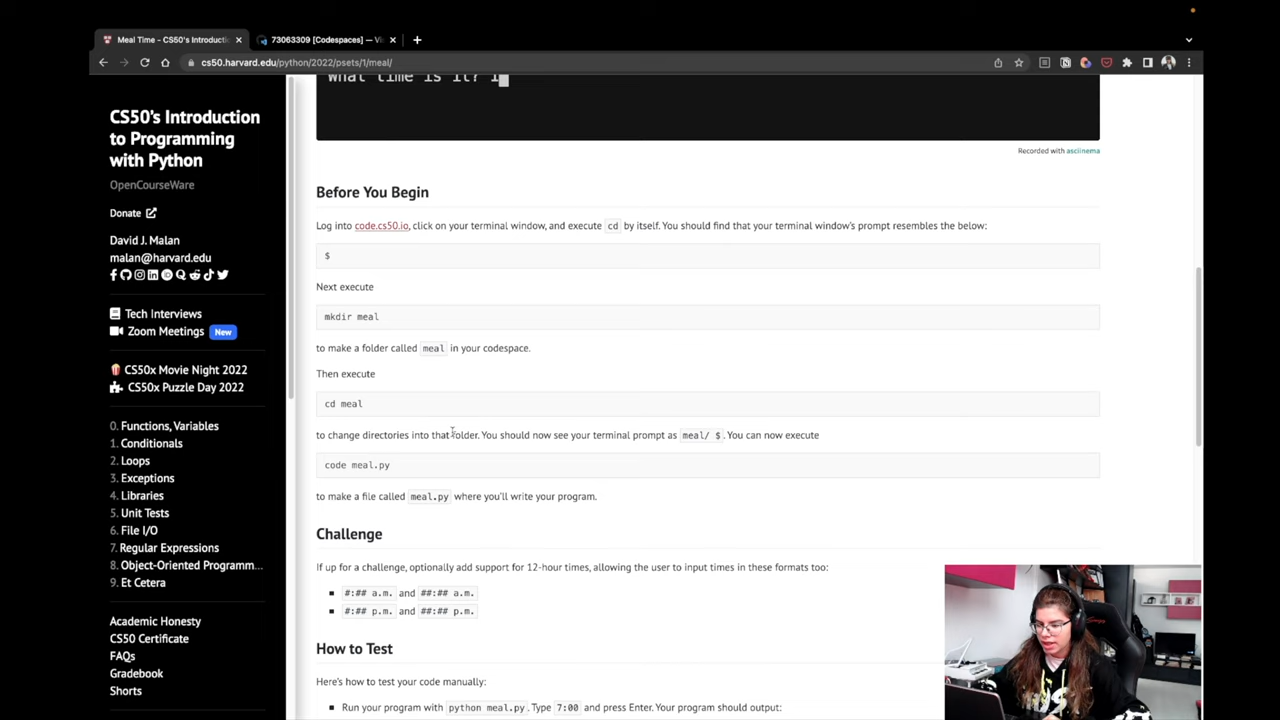 Meal Time - CS50's Introducti
73063309 [Codespaces] — Vi
cs50.harvard.edu/python/2022/psets/1/meal/
CS50's Introduction
to Programming
with Python
OpenCourseWare
Donate
David J. Malan
malan@harvard.edu
Tech Interviews
Zoom Meetings New
CS50x Movie Night 2022
CS50x Puzzle Day 2022
0. Functions, Variables
1. Conditionals
2. Loops
3. Exceptions
4. Libraries
5. Unit Tests
6. File I/O
7. Regular Expressions
8. Object-Oriented Programm...
9. Et Cetera
Academic Honesty
CS50 Certificate
FAQs
Gradebook
Shorts
What time is it? 1
Recorded with asciinema
Before You Begin
Log into code.cs50.io, click on your terminal window, and execute cd by itself. You should find that your terminal window's prompt resembles the below:
$
Next execute
mkdir meal
to make a folder called meal in your codespace.
Then execute
cd meal
to change directories into that folder. You should now see your terminal prompt as meal/ $. You can now execute
code meal.py
to make a file called meal.py where you'll write your program.
Challenge
If up for a challenge, optionally add support for 12-hour times, allowing the user to input times in these formats too:
#:## a.m. and ##:## a.m.
#:## p.m. and ##:## p.m.
How to Test
Here's how to test your code manually:
Run your program with python meal.py. Type 7:00 and press Enter. Your program should output: